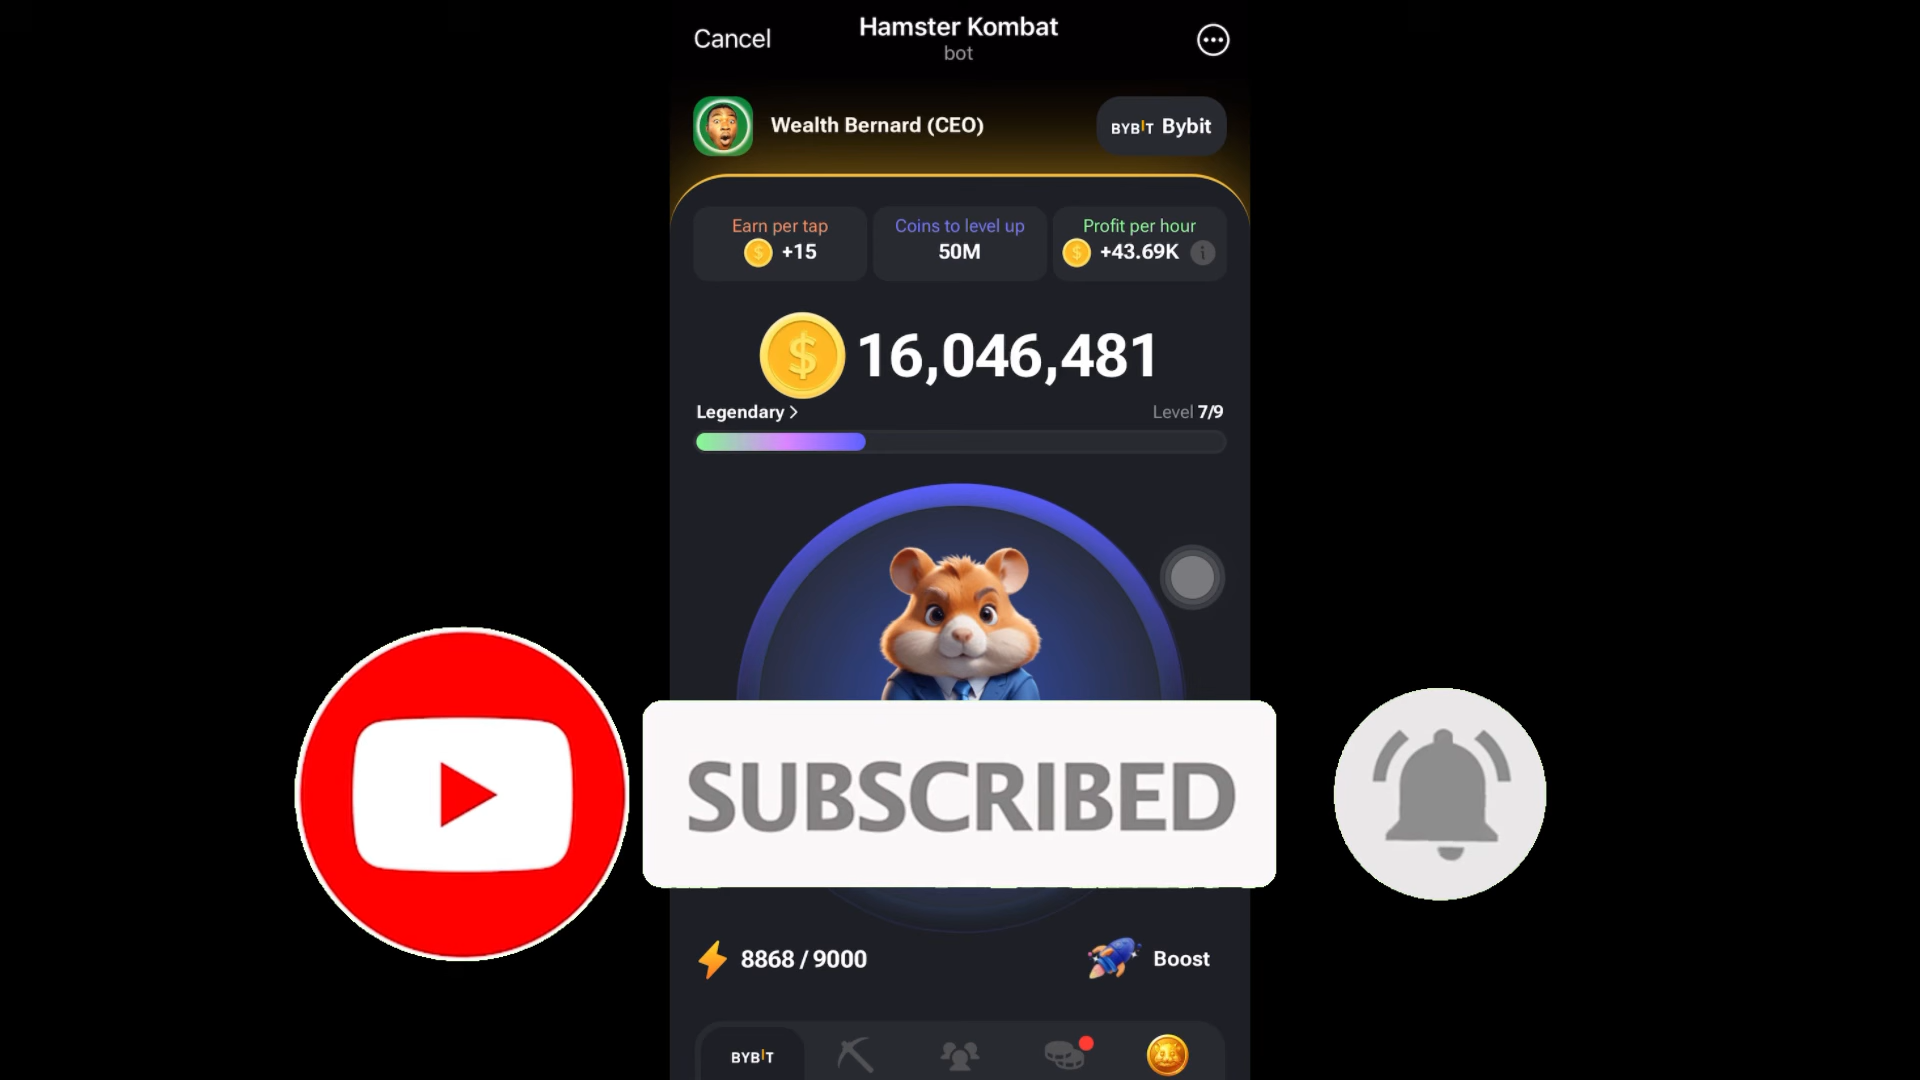 Cancel
Hamster Kombat
bot
Wealth Bernard (CEO)
BYBIT Bybit
Earn per tap
+15
Coins to level up
50M
Profit per hour
+43.69K
16,046,481
Legendary >
Level 7/9
SUBSCRIBED
8868 / 9000
Boost
BYBIT